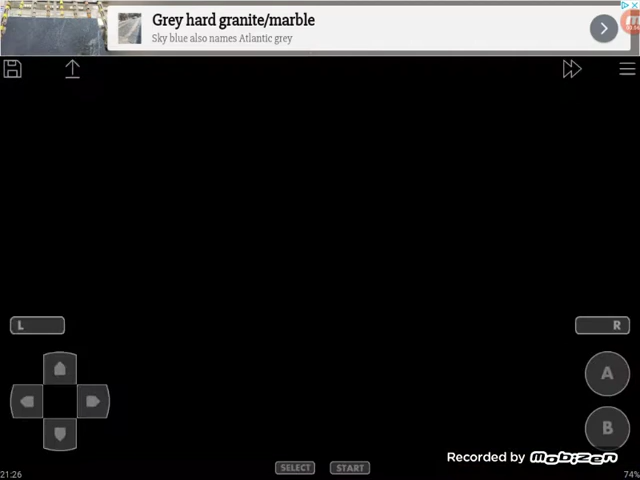 Grey hard granite/marble
Sky blue also names Atlantic grey
L
R
A
B
Recorded by mobizen
SELECT
START
21:26
74%